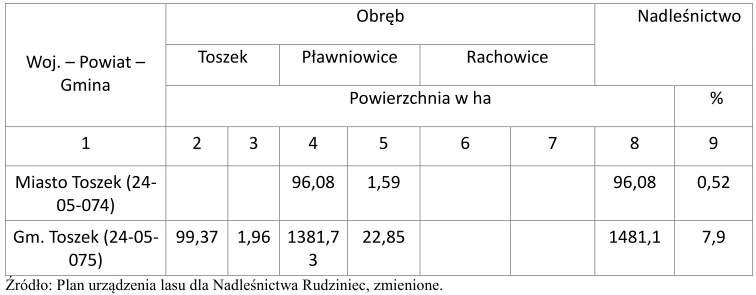 Woj. – Powiat –
Gmina
Obręb
Nadleśnictwo
Toszek Pławniowice Rachowice
Powierzchnia w ha %
1 2 3 4 5 6 7 8 9
Miasto Toszek (24-
05-074)
96,08 1,59 96,08 0,52
Gm. Toszek (24-05-
075)
99,37 1,96 1381,7
3
22,85 1481,1 7,9
Źródło: Plan urządzenia lasu dla Nadleśnictwa Rudziniec, zmienione.